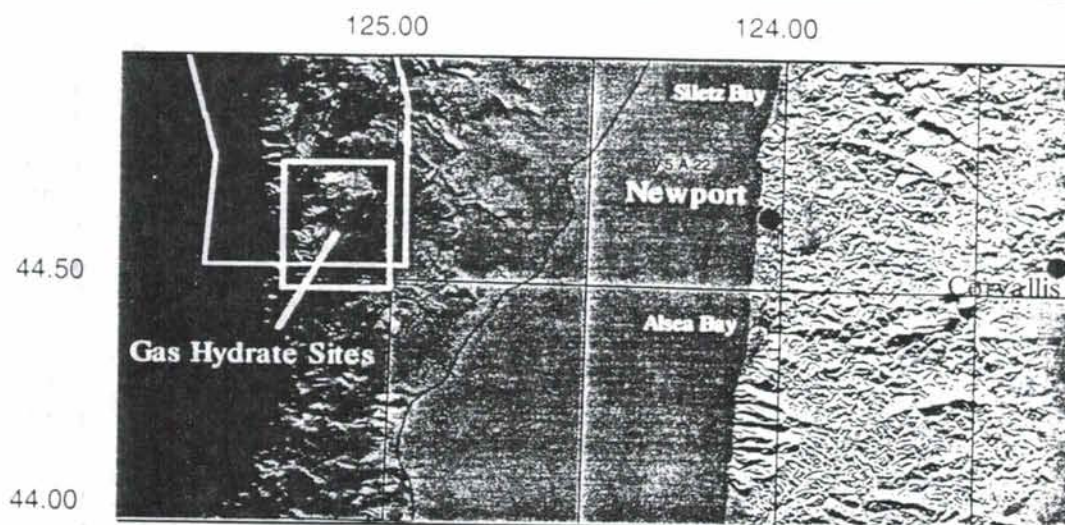 125.00 124.00
Siletz Bay
Newport
44.50
Corvallis
Alsea Bay
Gas Hydrate Sites
44.00